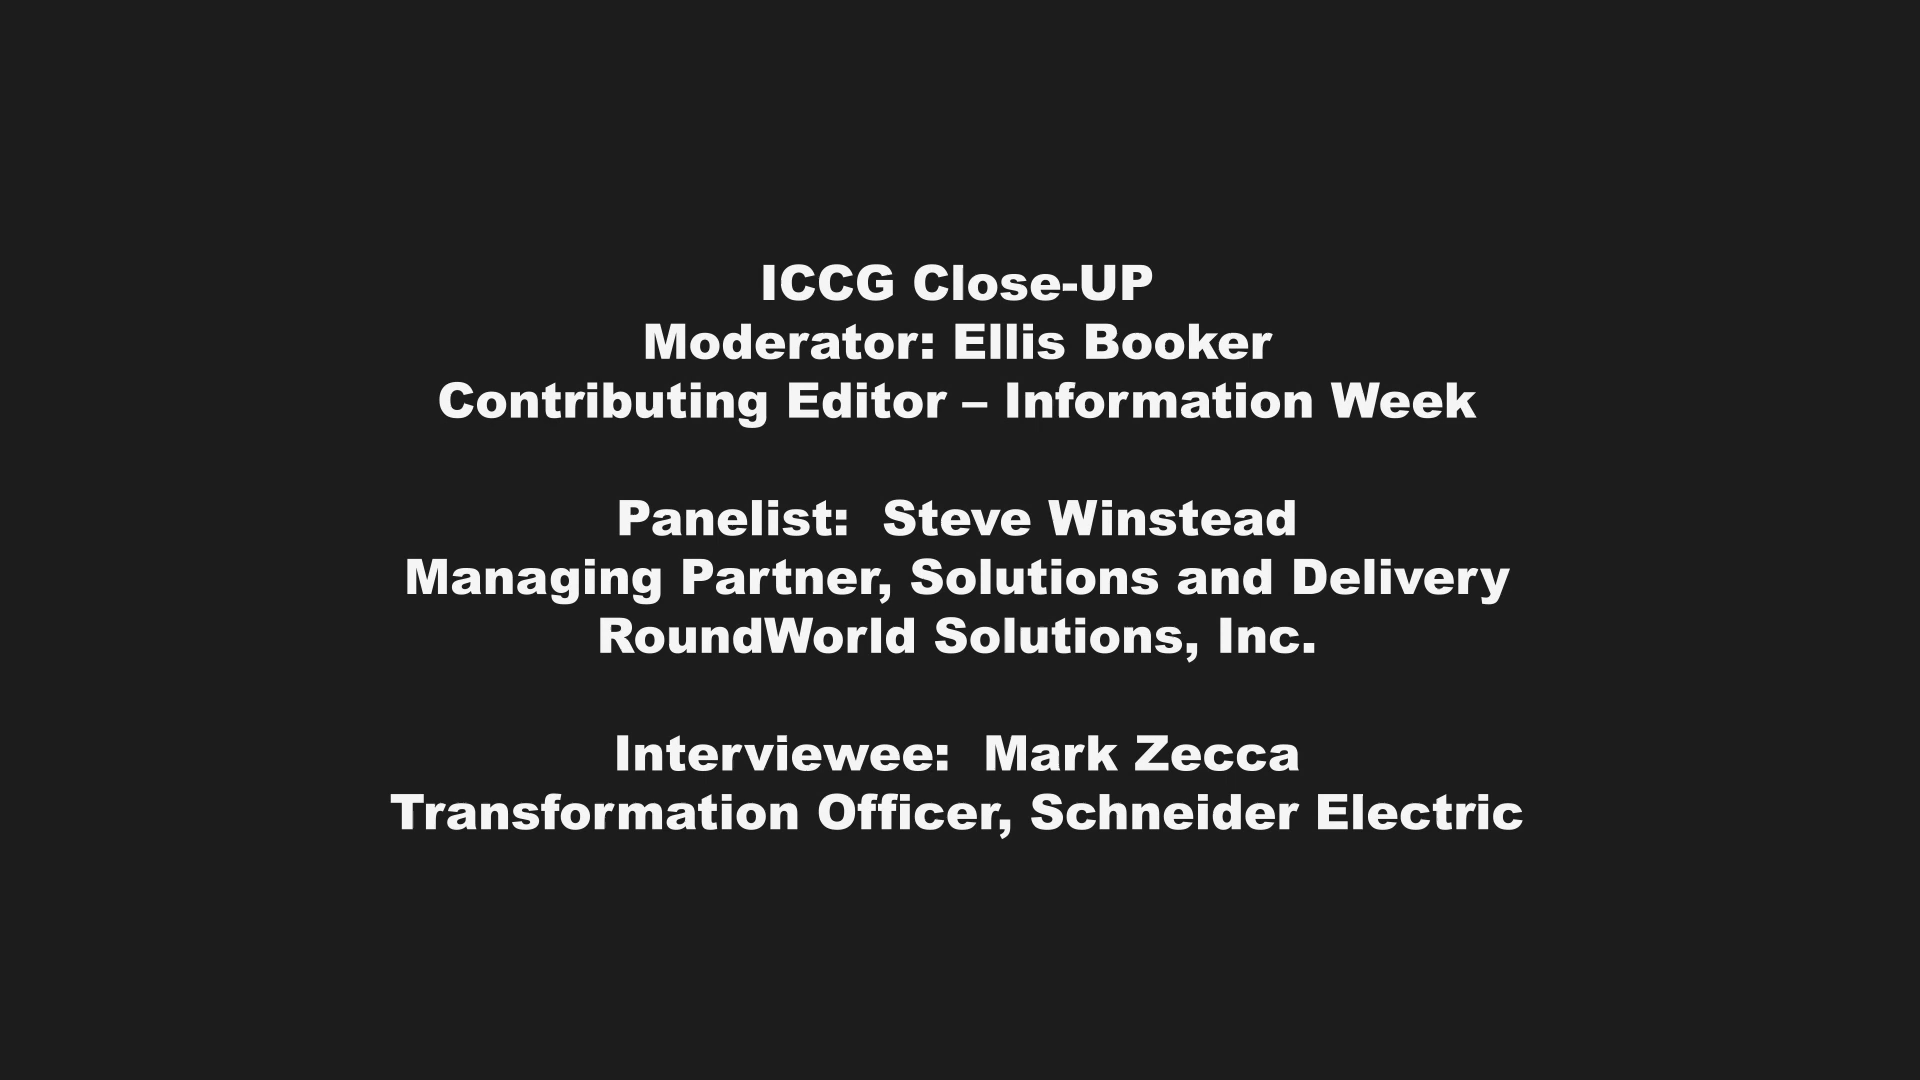 ICCG Close-UP
Moderator: Ellis Booker
Contributing Editor – Information Week
Panelist:  Steve Winstead
Managing Partner, Solutions and Delivery
RoundWorld Solutions, Inc.
Interviewee:  Mark Zecca
Transformation Officer, Schneider Electric